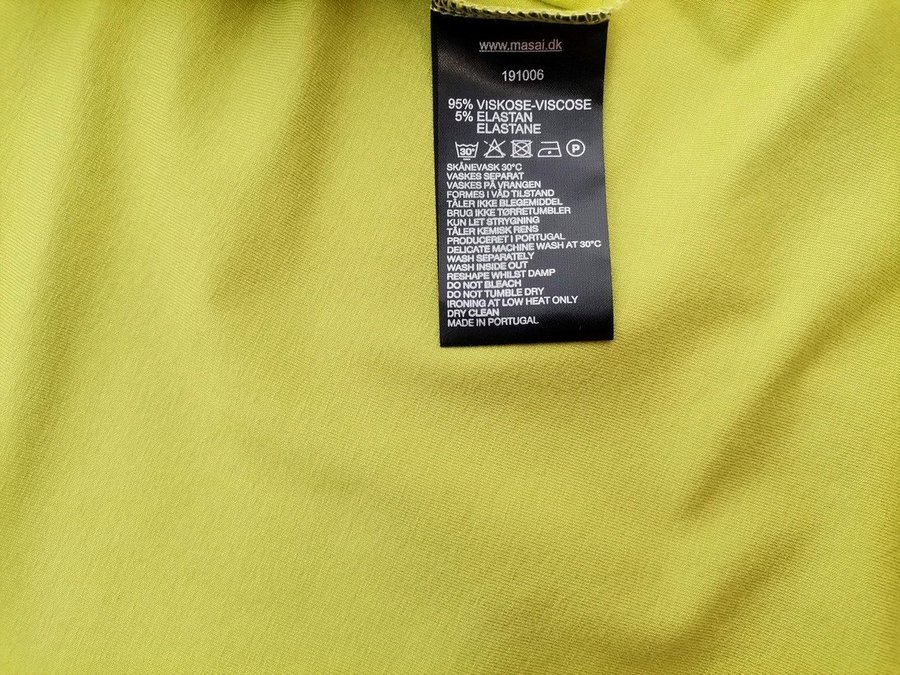 www.masai.dk
191006
95% VISKOSE-VISCOSE
5% ELASTAN
ELASTANE
30° P
SKÅNEVASK 30°C
VASKES SEPARAT
VASKES PÅ VRANGEN
FORMES I VÅD TILSTAND
TÅLER IKKE BLEGEMIDDEL
BRUG IKKE TØRRETUMBLER
KUN LET STRYGNING
TÅLER KEMISK RENS
PRODUCERET I PORTUGAL
DELICATE MACHINE WASH AT 30°C
WASH SEPARATELY
WASH INSIDE OUT
RESHAPE WHILST DAMP
DO NOT BLEACH
DO NOT TUMBLE DRY
IRONING AT LOW HEAT ONLY
DRY CLEAN
MADE IN PORTUGAL